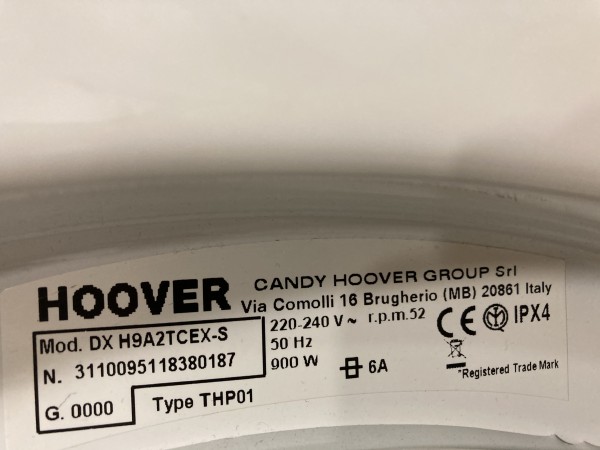 HOOVER
CANDY HOOVER GROUP Srl
Via Comolli 16 Brugherio (MB) 20861 Italy
Mod. DX H9A2TCEX-S
N. 3110095118380187
G. 0000
Type THP01
220-240 V ~ r.p.m.52
50 Hz
900 W
6A
CE
IPX4
*Registered Trade Mark